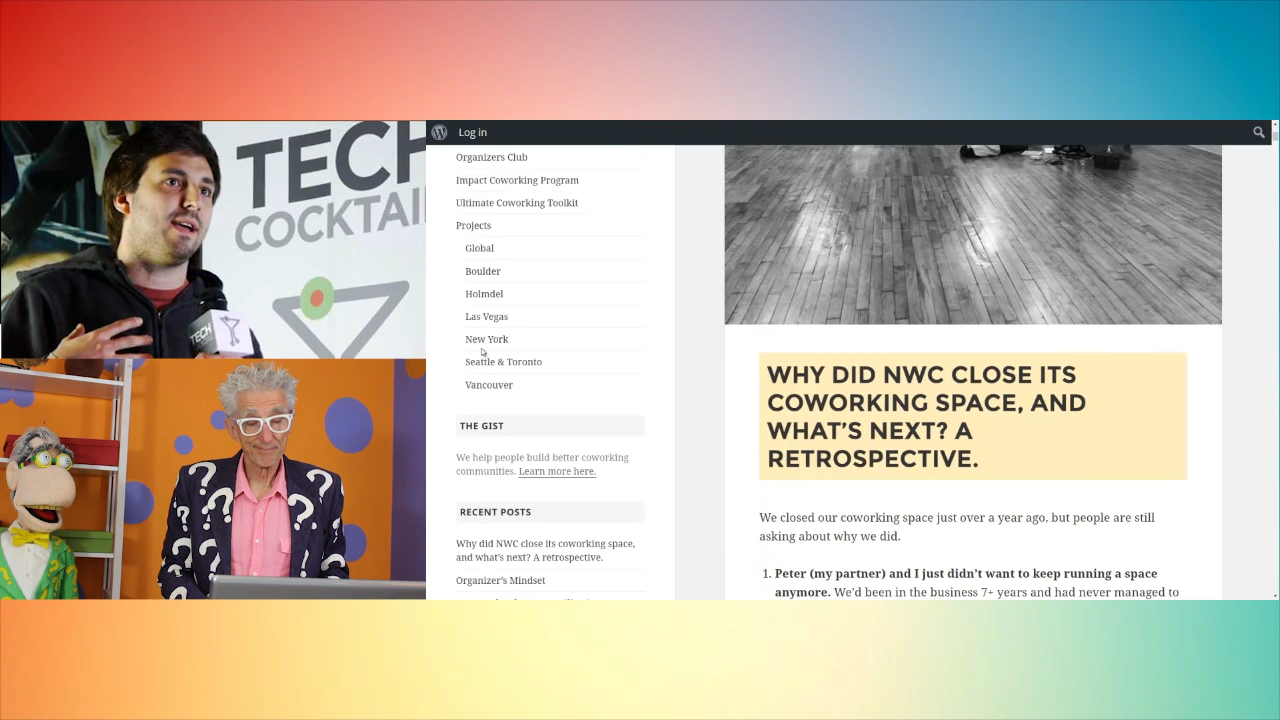 TECH
COCKTAI
TECH
Log in
Organizers Club
Impact Coworking Program
Ultimate Coworking Toolkit
Projects
Global
Boulder
Holmdel
Las Vegas
New York
Seattle & Toronto
Vancouver
THE GIST
We help people build better coworking
communities. Learn more here.
RECENT POSTS
Why did NWC close its coworking space,
and what's next? A retrospective.
Organizer's Mindset
WHY DID NWC CLOSE ITS
COWORKING SPACE, AND
WHAT'S NEXT? A
RETROSPECTIVE.
We closed our coworking space just over a year ago, but people are still
asking about why we did.
1. Peter (my partner) and I just didn't want to keep running a space
anymore. We'd been in the business 7+ years and had never managed to